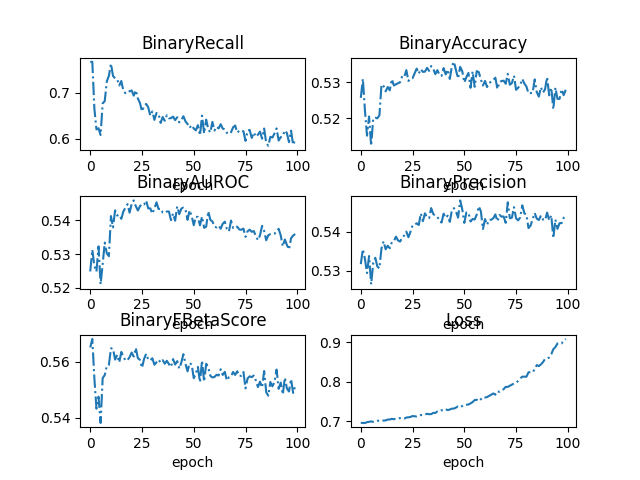 BinaryRecall
BinaryAccuracy
0.7
0.6
0.53
0.52
0 25 50 75 100
0 25 50 75 100
epoch
epoch
BinaryAUROC
BinaryPrecision
0.54
0.53
0.52
0.54
0.53
0 25 50 75 100
0 25 50 75 100
epoch
epoch
BinaryFBetaScore
Loss
0.56
0.54
0.9
0.8
0.7
0 25 50 75 100
0 25 50 75 100
epoch
epoch